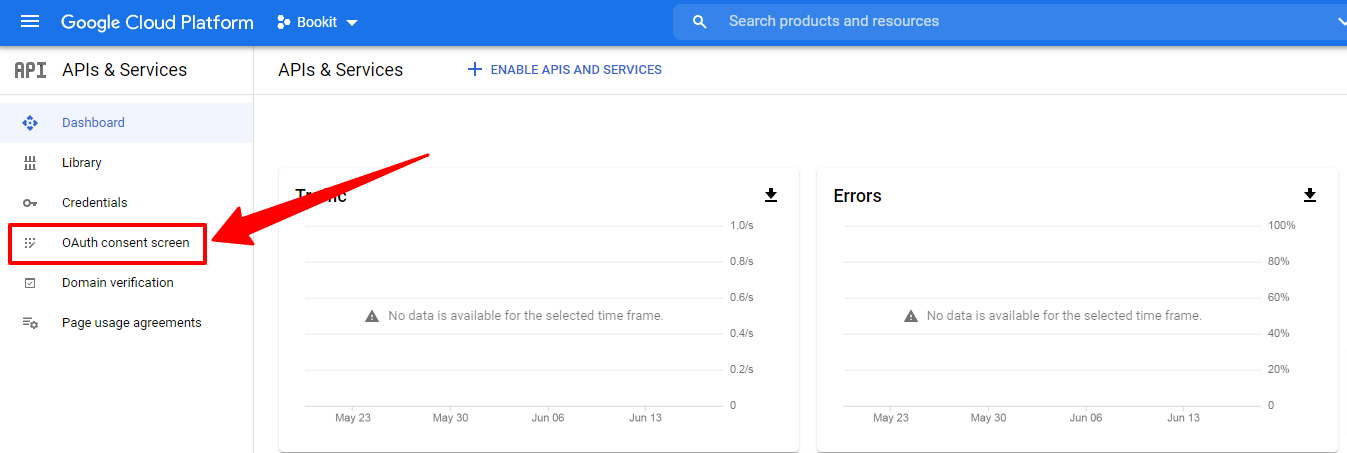 Google Cloud Platform
Bookit
Search products and resources
API
APIs & Services
APIs & Services
ENABLE APIS AND SERVICES
Dashboard
Library
Credentials
OAuth consent screen
Domain verification
Page usage agreements
Traffic
1.0/s
0.8/s
0.6/s
No data is available for the selected time frame.
0.4/s
0.2/s
0
May 23
May 30
Jun 06
Jun 13
Errors
100%
80%
60%
No data is available for the selected time frame.
40%
20%
0
May 23
May 30
Jun 06
Jun 13